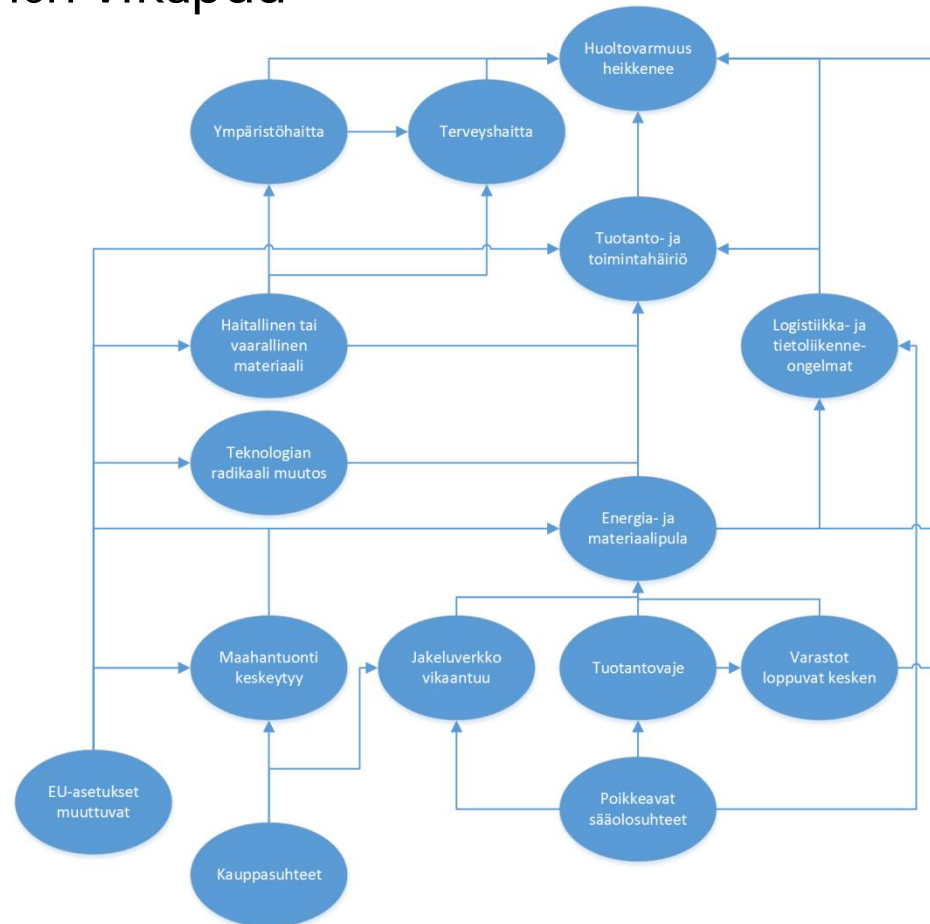 vikapuu
Huoltovarmuus
heikkenee
Ympäristöhaitta
Terveyshaitta
Tuotanto- ja
toimintahäiriö
Haitallinen tai
vaarallinen
materiaali
Logistiikka- ja
tietoliikenne-
ongelmat
Teknologian
radikaali muutos
Energia- ja
materiaalipula
Maahantuonti
keskeytyy
Jakeluverkko
vikaantuu
Tuotantovaje
Varastot
loppuvat kesken
EU-asetukset
muuttuvat
Poikkeavat
sääolosuhteet
Kauppasuhteet